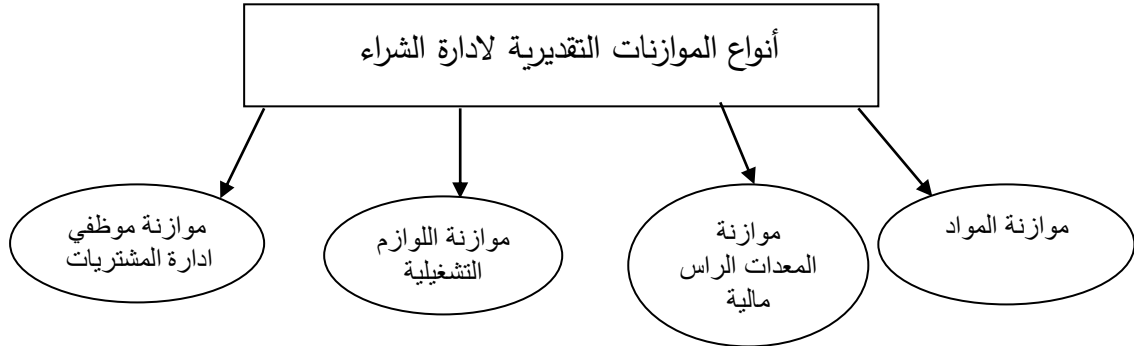 أنواع الموازنات التقديرية لادارة الشراء
موازنة المواد
موازنة
المعدات الراس
مالية
موازنة اللوازم
التشغيلية
موازنة موظفي
ادارة المشتريات